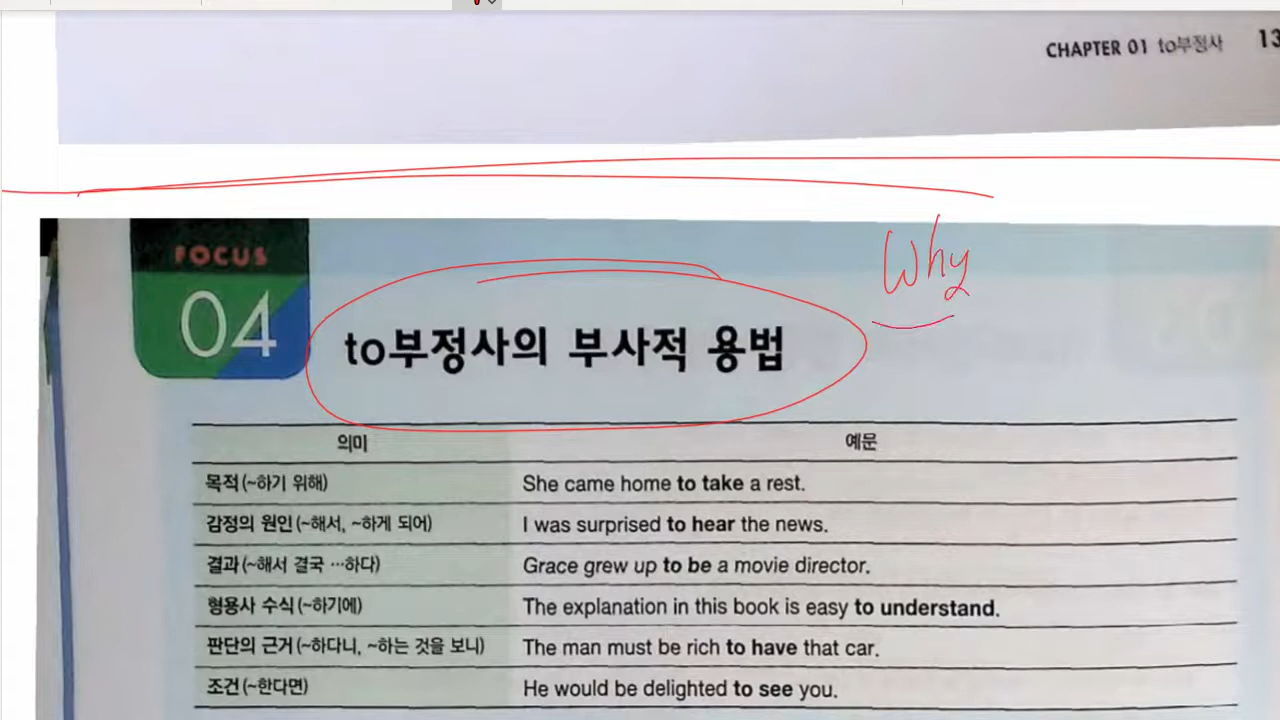 CHAPTER 01 to부정사 13
Why
FOCUS
04
to부정사의 부사적 용법
의미 예문
목적(~하기 위해) She came home to take a rest.
감정의 원인(~해서, ~하게 되어) I was surprised to hear the news.
결과(~해서 결국 …하다) Grace grew up to be a movie director.
형용사 수식(~하기에) The explanation in this book is easy to understand.
판단의 근거(~하다니, ~하는 것을 보니) The man must be rich to have that car.
조건(~한다면) He would be delighted to see you.